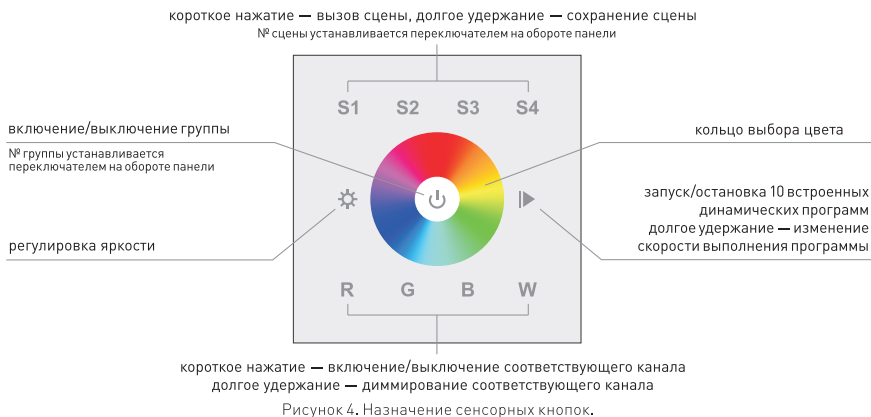 короткое нажатие — вызов сцены, долгое удержание — сохранение сцены
№ сцены устанавливается переключателем на обороте панели
S1 S2 S3 S4
включение/выключение группы
№ группы устанавливается
переключателем на обороте панели
кольцо выбора цвета
запуск/остановка 10 встроенных
динамических программ
долгое удержание — изменение
скорости выполнения программы
регулировка яркости
R G B W
короткое нажатие — включение/выключение соответствующего канала
долгое удержание — диммирование соответствующего канала
Рисунок 4. Назначение сенсорных кнопок.